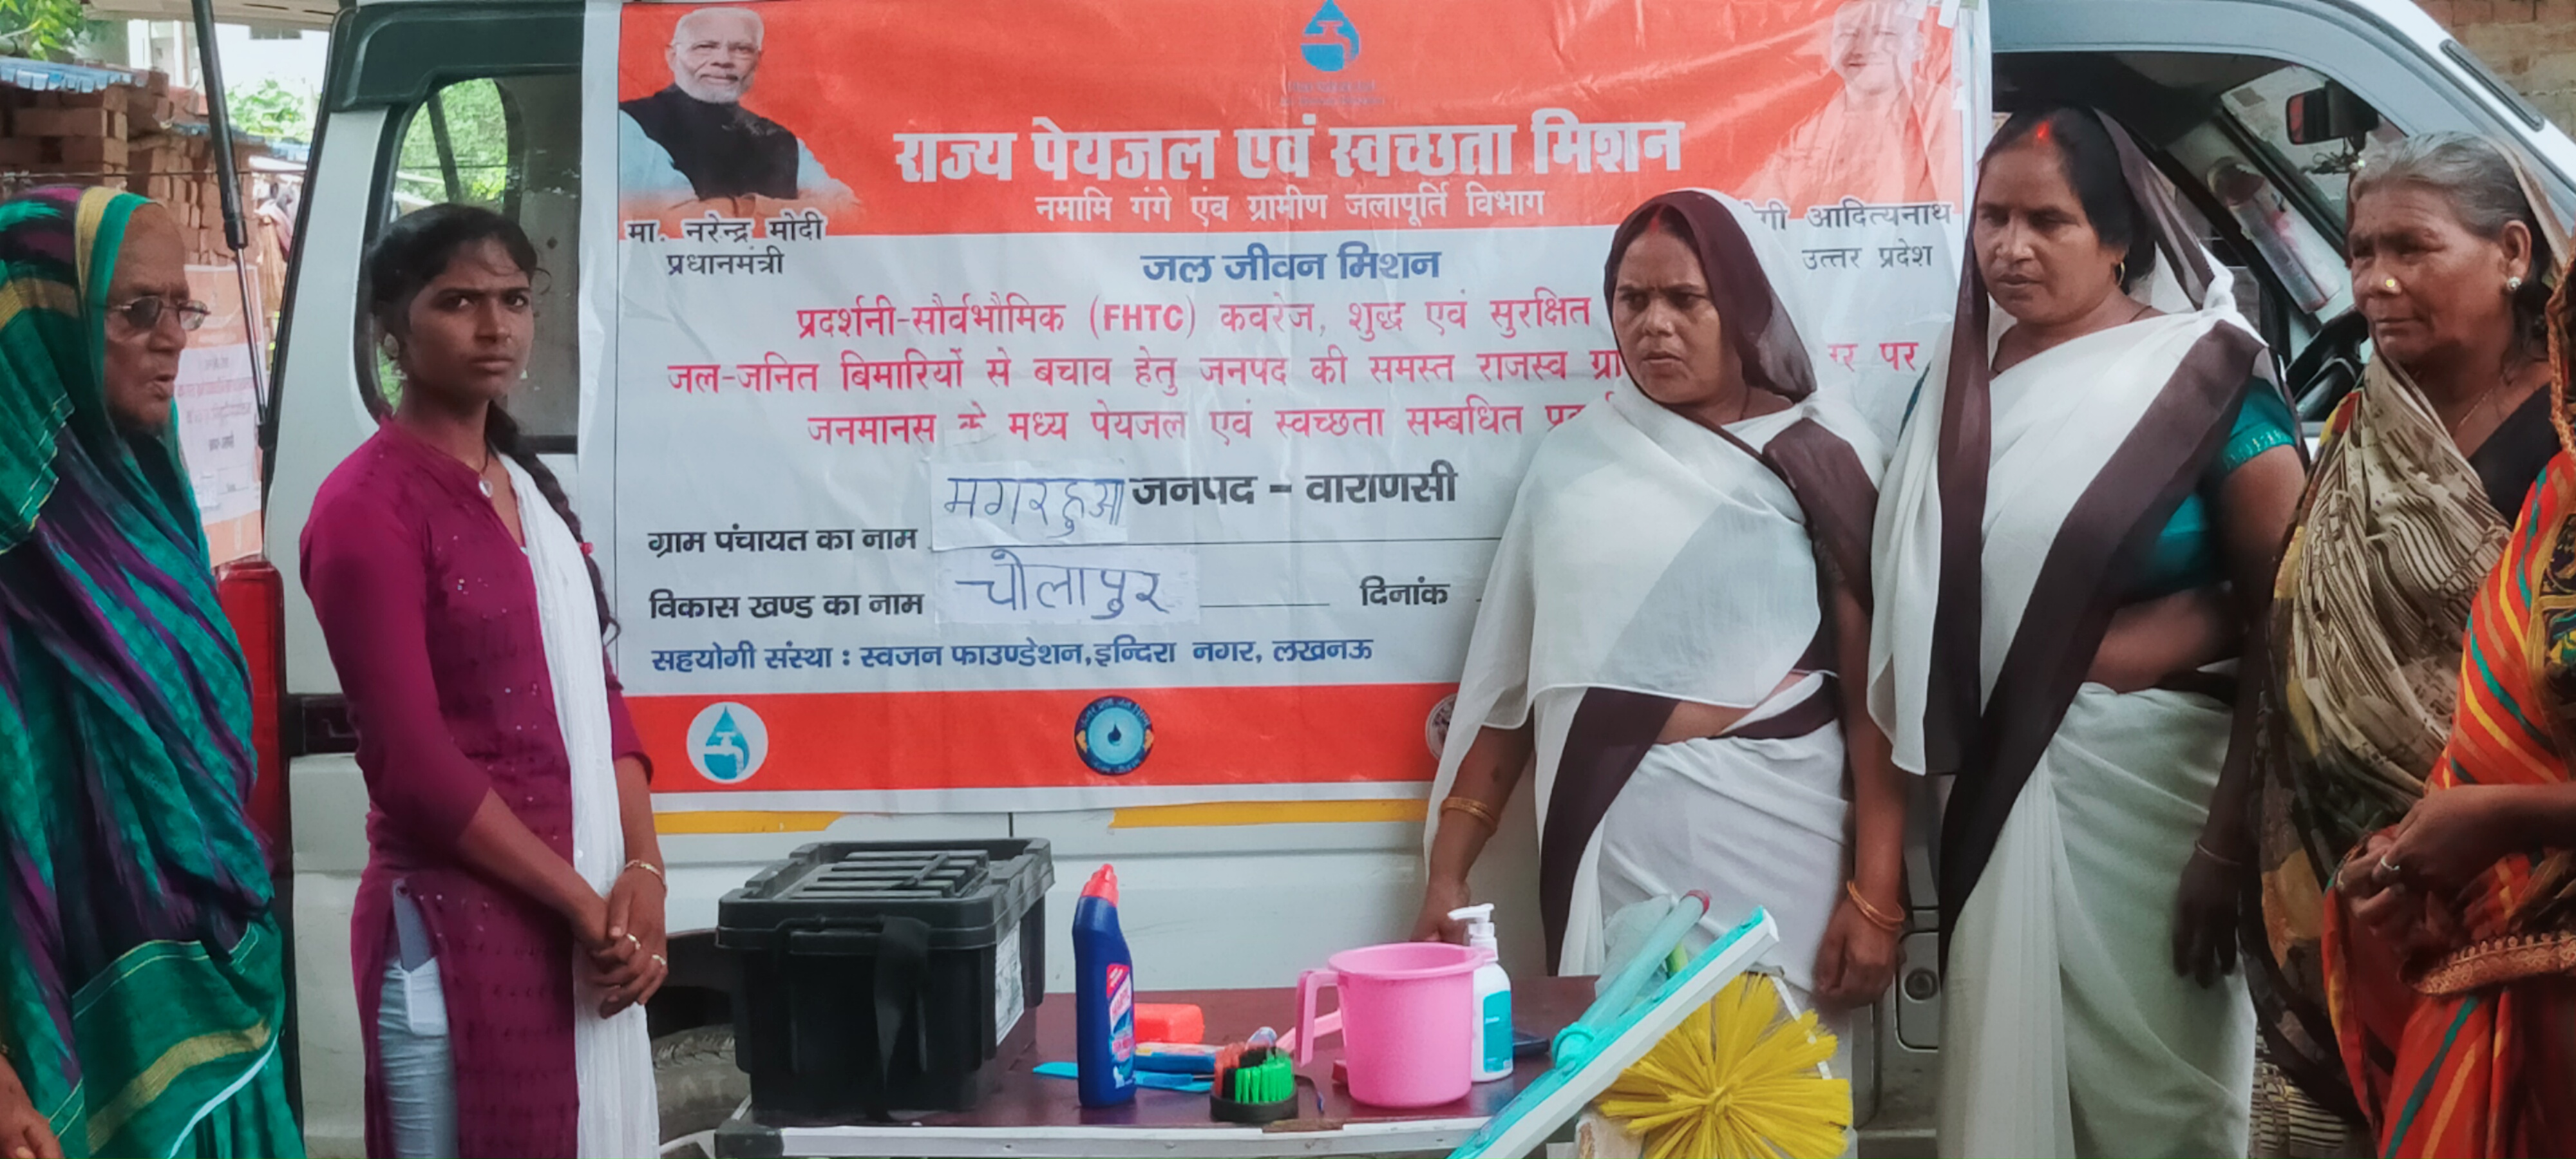 राज्य पेयजल एवं स्वच्छता मिशन
नमामि गंगे एंव ग्रामीण जलापूर्ति विभाग
मा. नरेन्द्र मोदी
प्रधानमंत्री
आदित्यनाथ
उत्तर प्रदेश
जल जीवन मिशन
प्रदर्शनी-सौर्वभौमिक (FHTC) कवरेज, शुद्ध एवं सुरक्षित
जल-जनित बिमारियों से बचाव हेतु जनपद की समस्त राजस्व पर
जनमानस के मध्य पेयजल एवं स्वच्छता सम्बधित
जनपद - वाराणसी
ग्राम पंचायत का नाम मगरहुआ
विकास खण्ड का नाम चोलापुर दिनांक
सहयोगी संस्था : स्वजन फाउण्डेशन,इन्दिरा नगर, लखनऊ